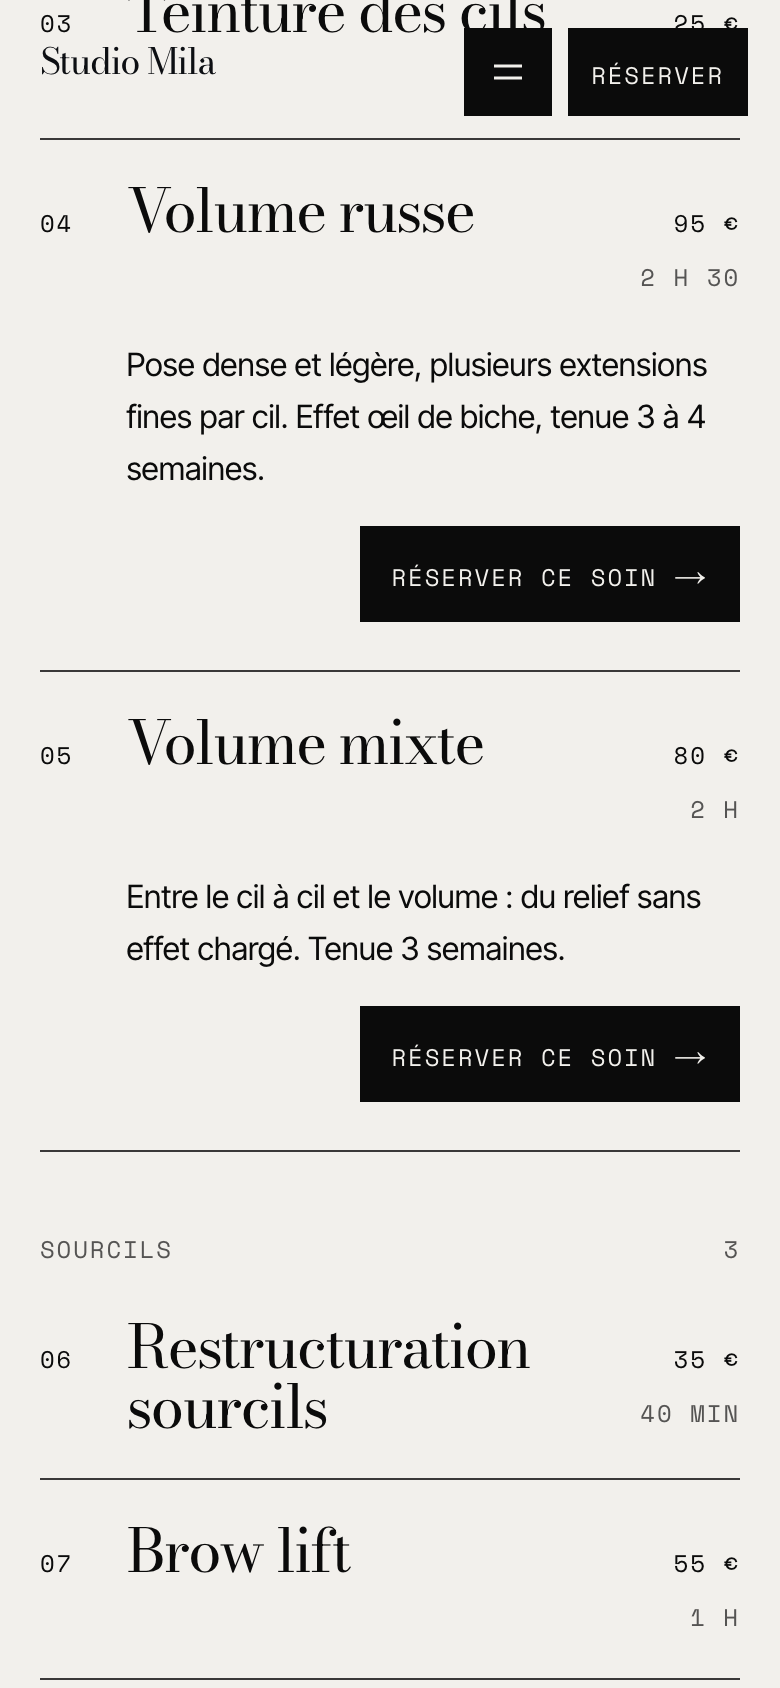 03 Teinture des cils 25 €
Studio Mila
RÉSERVER
04 Volume russe 95 €
2 H 30
Pose dense et légère, plusieurs extensions
fines par cil. Effet œil de biche, tenue 3 à 4
semaines.
RÉSERVER CE SOIN →
05 Volume mixte 80 €
2 H
Entre le cil à cil et le volume : du relief sans
effet chargé. Tenue 3 semaines.
RÉSERVER CE SOIN →
SOURCILS 3
06 Restructuration 35 €
sourcils 40 MIN
07 Brow lift 55 €
1 H